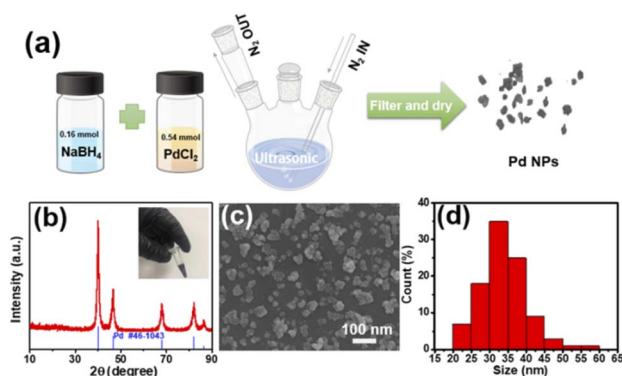 (a)
N₂ OUT
N₂ IN
0.16 mmol
NaBH₄
0.54 mmol
PdCl₂
Ultrasonic
Filter and dry
Pd NPs
(b)
Intensity (a.u.)
Pd #46-1043
10 30 50 70 90
2θ (degree)
(c)
100 nm
(d)
Count (%)
40
30
20
10
0
15 20 25 30 35 40 45 50 55 60 65
Size (nm)